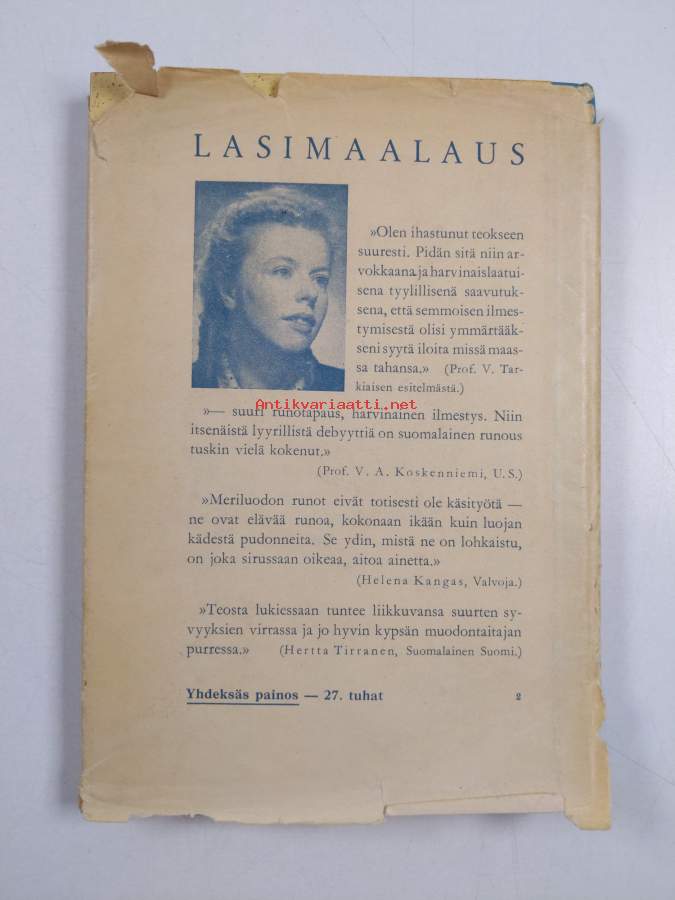 LASIMAALAUS
»Olen ihastunut teokseen
suuresti. Pidän sitä niin ar-
vokkaana ja harvinaislaatui-
sena tyylillisenä saavutuk-
sena, että semmoisen ilmes-
tymisestä olisi ymmärtääk-
seni syytä iloita missä maas-
sa tahansa.» (Prof. V. Tar-
kiaisen esitelmästä.)
Antikvariaatti.net
»— suuri runotapaus, harvinainen ilmestys. Niin
itsenäistä lyyrillistä debyyttiä on suomalainen runous
tuskin vielä kokenut.»
(Prof. V. A. Koskenniemi, U. S.)
»Meriluodon runot eivät totisesti ole käsityötä —
ne ovat elävää runoa, kokonaan ikään kuin luojan
kädestä pudonneita. Se ydin, mistä ne on lohkaistu,
on joka sirussaan oikeaa, aitoa ainetta.»
(Helena Kangas, Valvoja.)
»Teosta lukiessaan tuntee liikkuvansa suurten sy-
vyyksien virrassa ja jo hyvin kypsän muodontaitajan
purressa.» (Hertta Tirranen, Suomalainen Suomi.)
Yhdeksäs painos — 27. tuhat 2